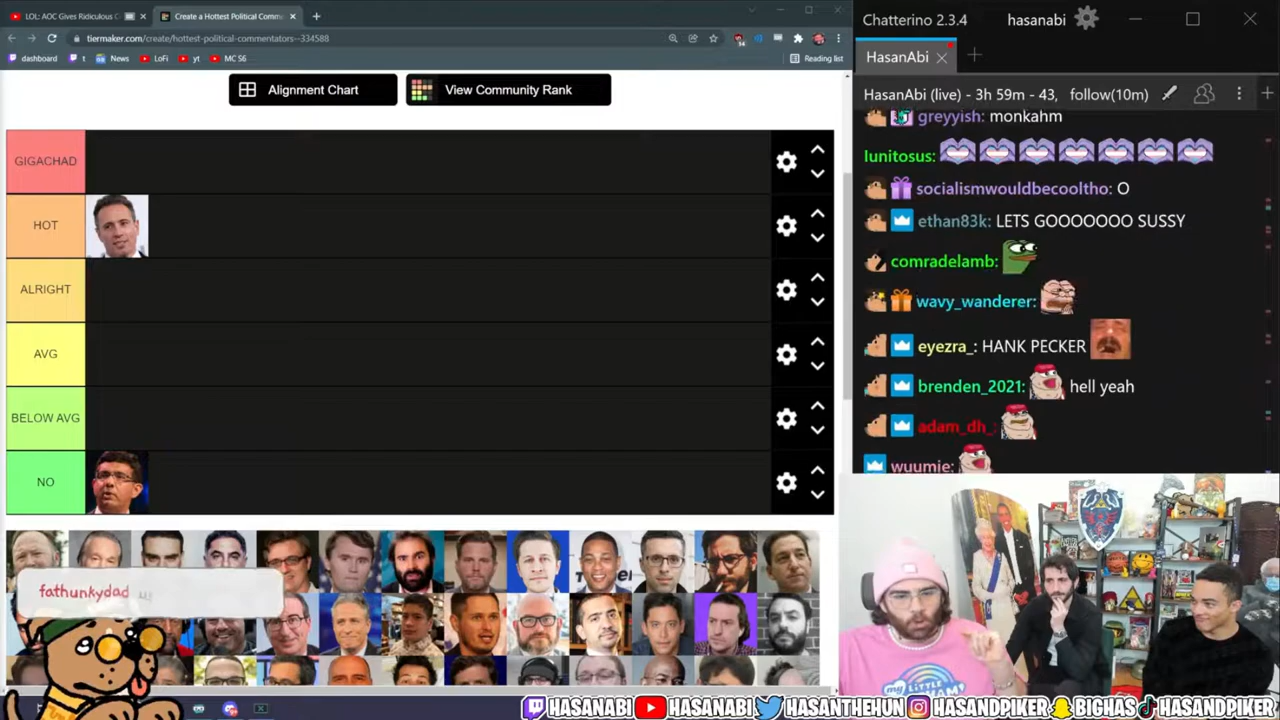 LOL: AOC Gives Ridiculous C
Create a Hottest Political Comm
tiermaker.com/create/hottest-political-commentators--334588
dashboard
t
News
LoFi
yt
MC S6
Reading list
Alignment Chart
View Community Rank
GIGACHAD
HOT
ALRIGHT
AVG
BELOW AVG
NO
fathunkydad
Chatterino 2.3.4
hasanabi
HasanAbi
HasanAbi (live) - 3h 59m - 43,
follow(10m)
greyyish: monkahm
lunitosus:
socialismwouldbecooltho: O
ethan83k: LETS GOOOOOOO SUSSY
comradelamb:
wavy_wanderer:
eyezra_: HANK PECKER
brenden_2021: hell yeah
adam_dh_:
wuumie:
my LITTLE
HASANABI HASANABI HASANTHEHUN HASANDPIKER BIGHAS HASANDPIKER